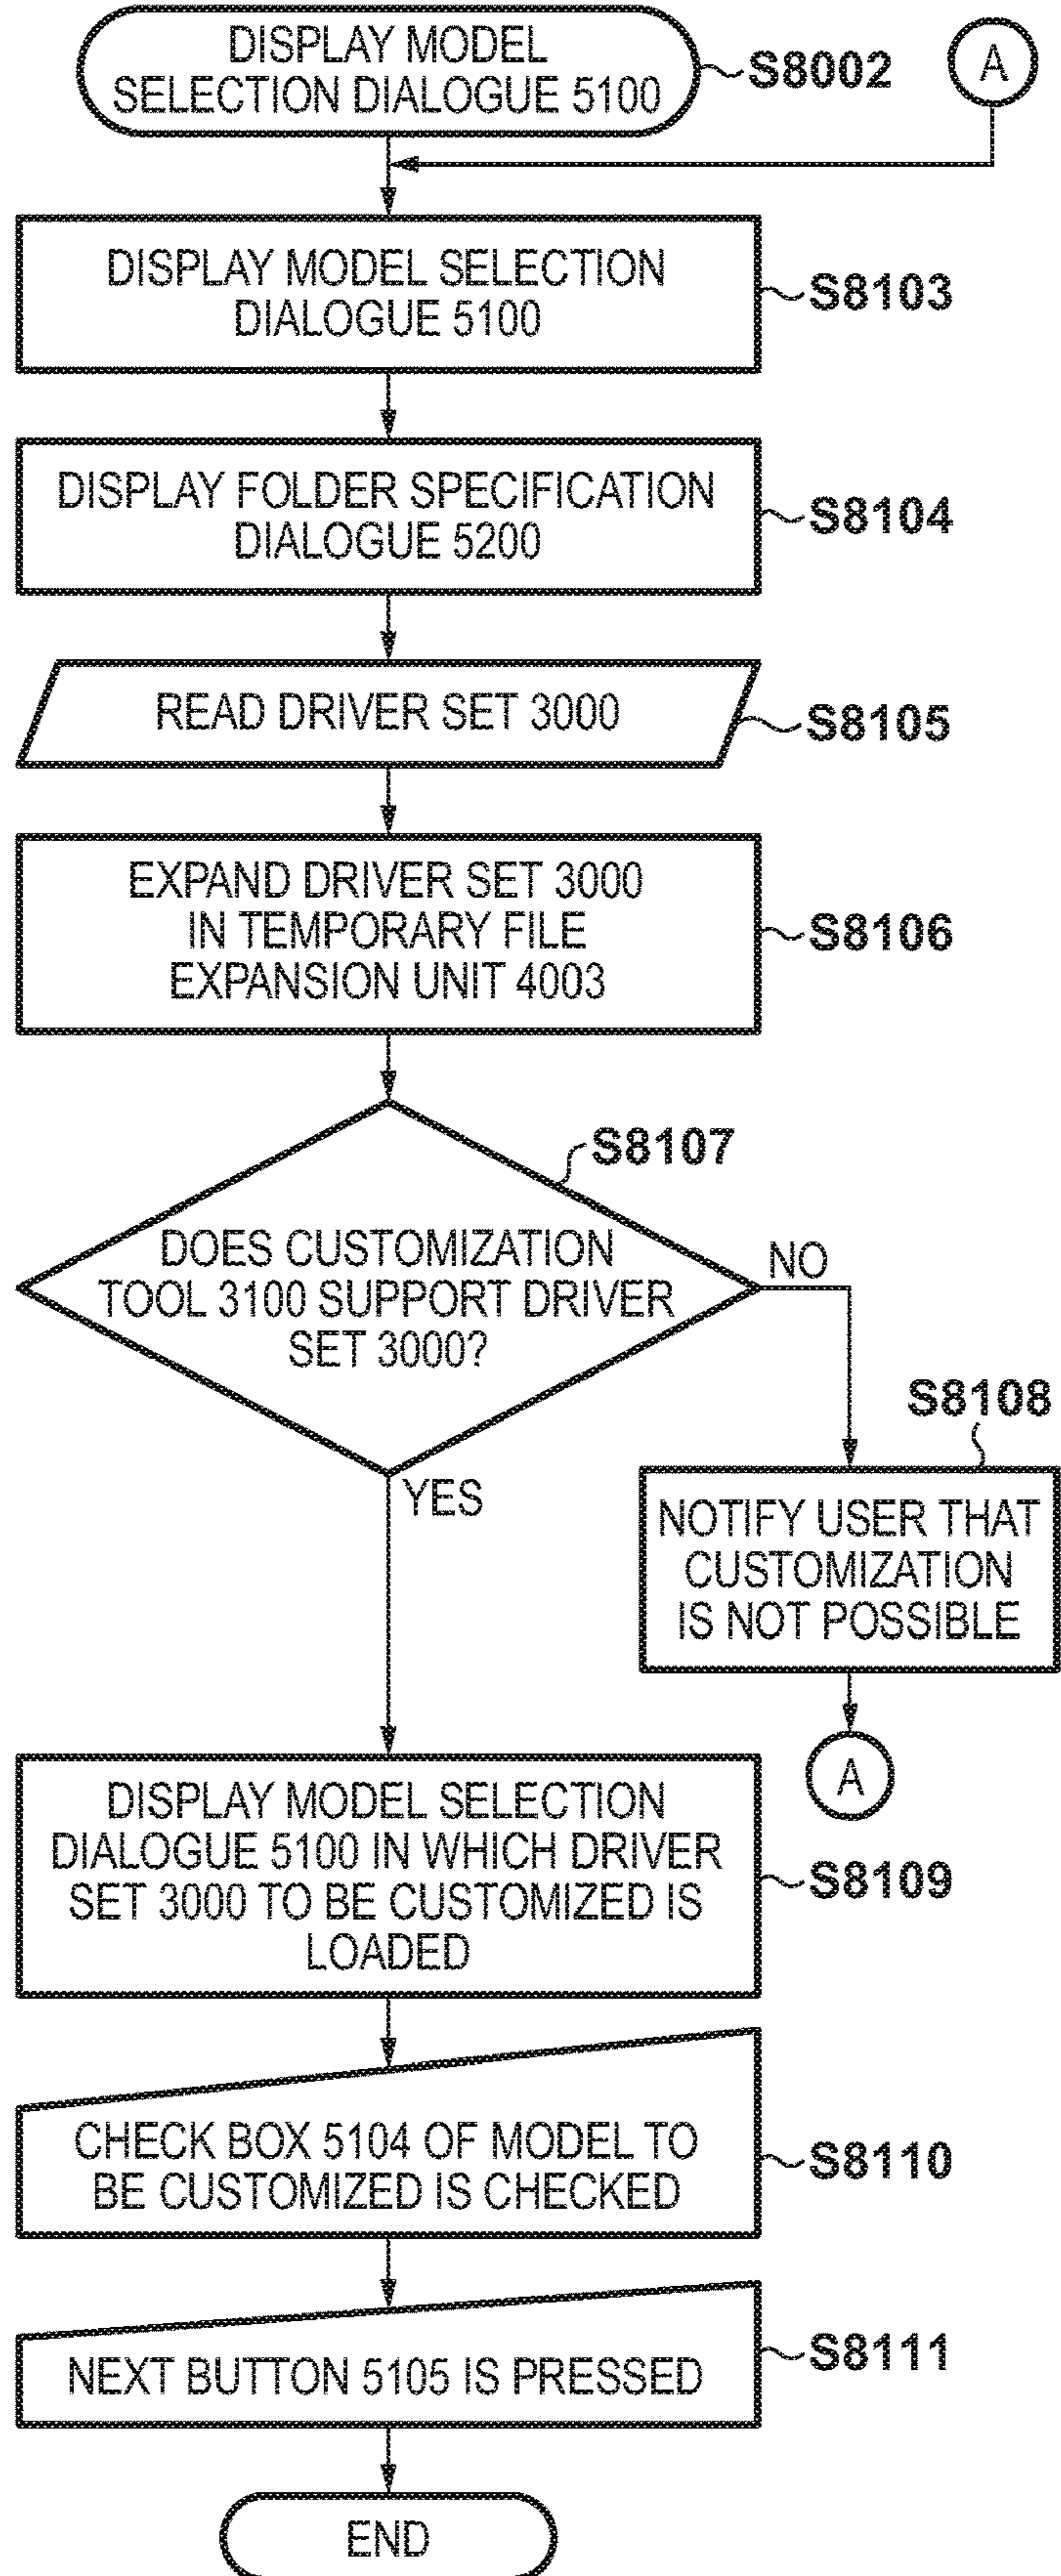 DISPLAY MODEL
SELECTION DIALOGUE 5100
S8002
A
DISPLAY MODEL SELECTION
DIALOGUE 5100
S8103
DISPLAY FOLDER SPECIFICATION
DIALOGUE 5200
S8104
READ DRIVER SET 3000
S8105
EXPAND DRIVER SET 3000
IN TEMPORARY FILE
EXPANSION UNIT 4003
S8106
S8107
DOES CUSTOMIZATION
TOOL 3100 SUPPORT DRIVER
SET 3000?
NO
YES
S8108
NOTIFY USER THAT
CUSTOMIZATION
IS NOT POSSIBLE
A
DISPLAY MODEL SELECTION
DIALOGUE 5100 IN WHICH DRIVER
SET 3000 TO BE CUSTOMIZED IS
LOADED
S8109
CHECK BOX 5104 OF MODEL TO
BE CUSTOMIZED IS CHECKED
S8110
NEXT BUTTON 5105 IS PRESSED
S8111
END